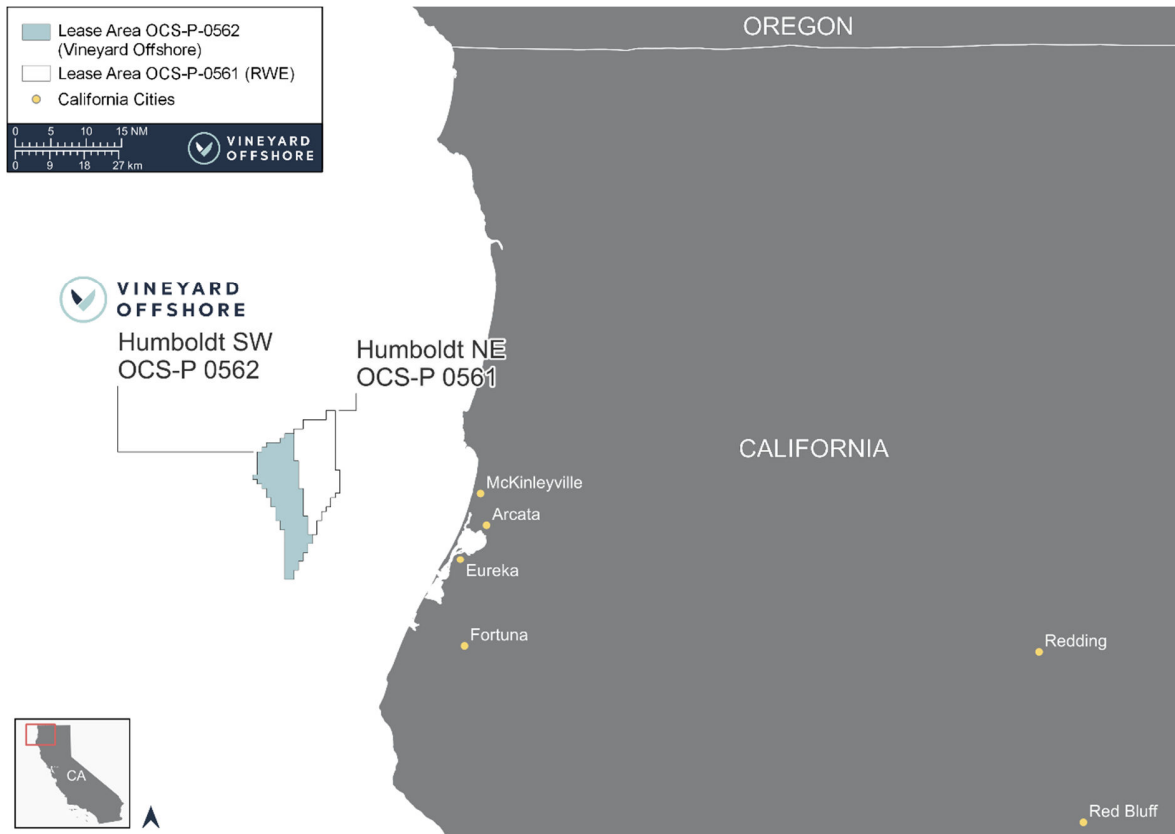 Lease Area OCS-P-0562
(Vineyard Offshore)
Lease Area OCS-P-0561 (RWE)
California Cities
0 5 10 15 NM
0 9 18 27 km
VINEYARD
OFFSHORE
OREGON
VINEYARD
OFFSHORE
Humboldt SW
OCS-P 0562
Humboldt NE
OCS-P 0561
CALIFORNIA
McKinleyville
Arcata
Eureka
Fortuna
Redding
CA
Red Bluff